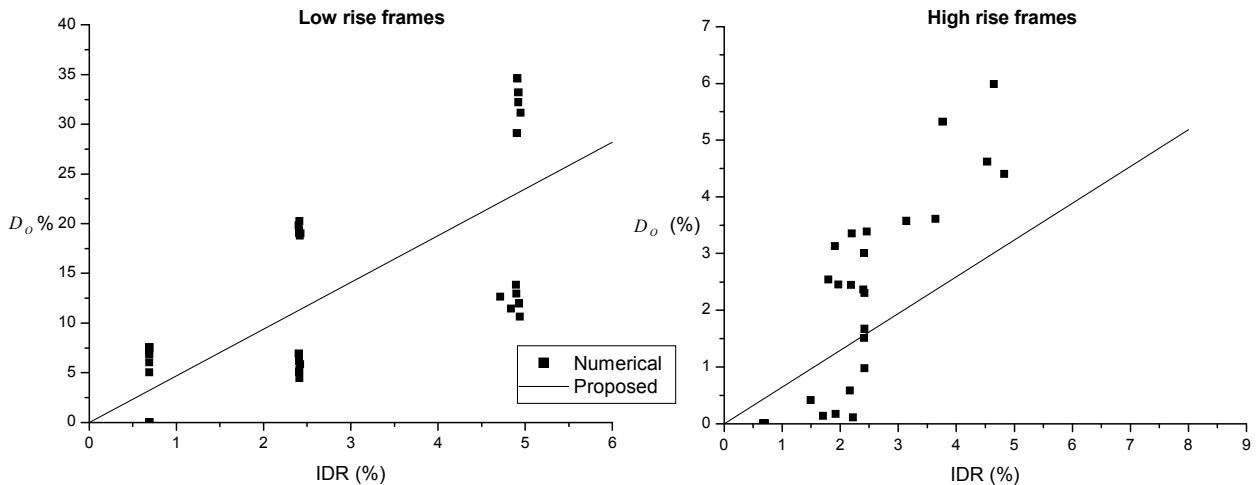 Low rise frames
40
35
30
25
20
15
10
5
0
D_o %
0 1 2 3 4 5 6
IDR (%)
Numerical
Proposed
High rise frames
7
6
5
4
3
2
1
0
D_o (%)
0 1 2 3 4 5 6 7 8 9
IDR (%)